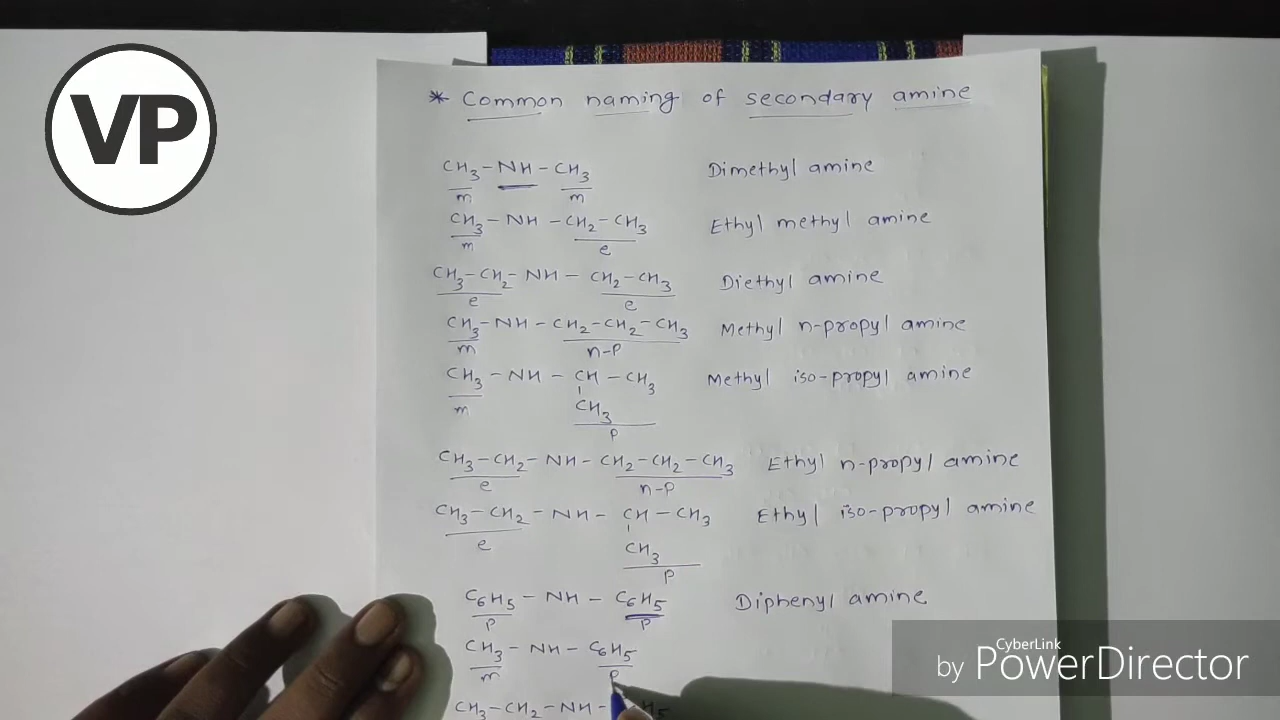 VP
* Common naming of secondary amine
CH3-NH-CH3 Dimethyl amine
m m
CH3-NH-CH2-CH3 Ethyl methyl amine
m e
CH3-CH2-NH-CH2-CH3 Diethyl amine
e e
CH3-NH-CH2-CH2-CH3 Methyl n-propyl amine
m n-P
CH3-NH-CH-CH3 Methyl iso-propyl amine
m CH3
P
CH3-CH2-NH-CH2-CH2-CH3 Ethyl n-propyl amine
e n-P
CH3-CH2-NH-CH-CH3 Ethyl iso-propyl amine
e CH3
P
C6H5-NH-C6H5 Diphenyl amine
P P
CH3-NH-C6H5
m P
CH3-CH2-NH-
CyberLink
by PowerDirector